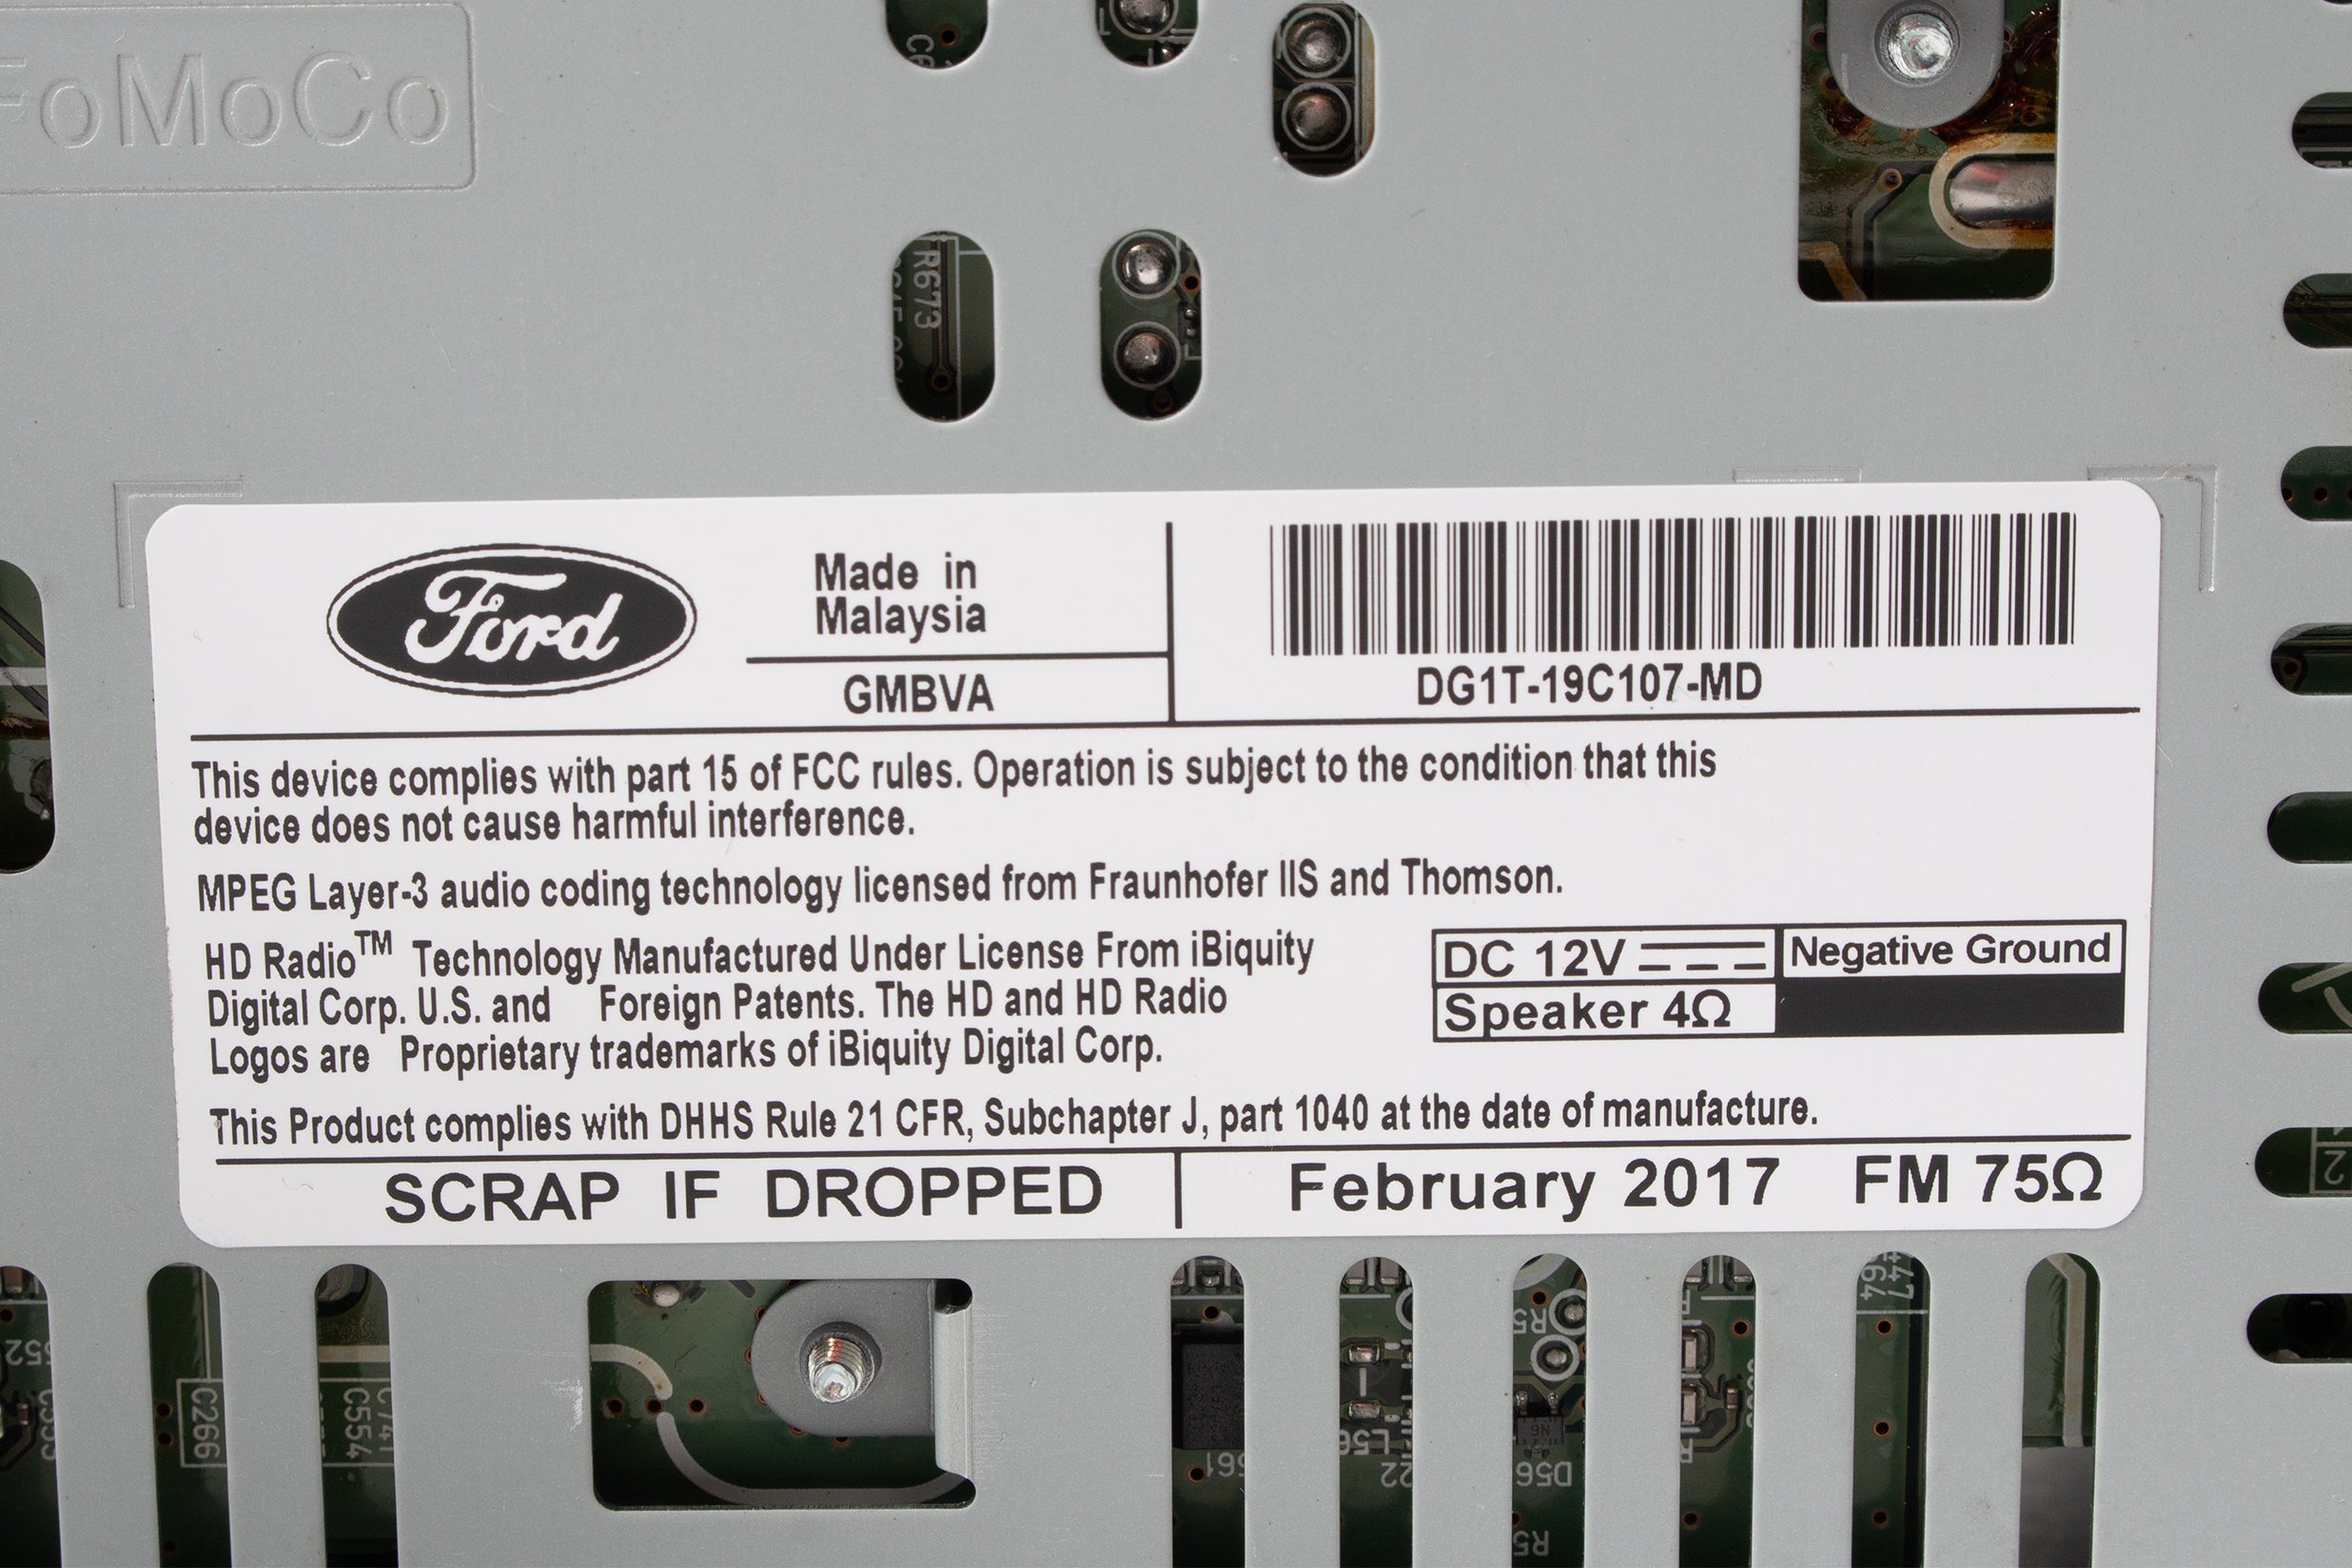 FoMoCo
R673
Ford
Made in
Malaysia
GMBVA
DG1T-19C107-MD
This device complies with part 15 of FCC rules. Operation is subject to the condition that this
device does not cause harmful interference.
MPEG Layer-3 audio coding technology licensed from Fraunhofer IIS and Thomson.
HD Radio™ Technology Manufactured Under License From iBiquity
Digital Corp. U.S. and Foreign Patents. The HD and HD Radio
Logos are Proprietary trademarks of iBiquity Digital Corp.
DC 12V
Negative Ground
Speaker 4Ω
This Product complies with DHHS Rule 21 CFR, Subchapter J, part 1040 at the date of manufacture.
SCRAP IF DROPPED
February 2017 FM 75Ω
C266
C554
C741
D56